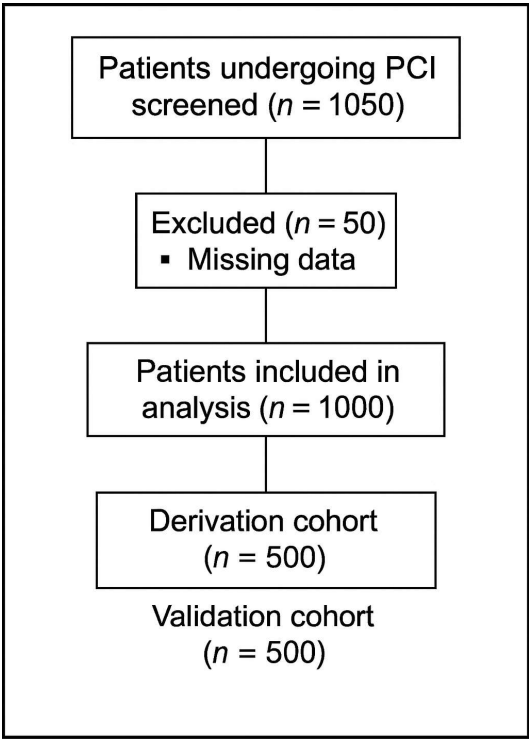 Patients undergoing PCI
screened (n = 1050)
Excluded (n = 50)
▪ Missing data
Patients included in
analysis (n = 1000)
Derivation cohort
(n = 500)
Validation cohort
(n = 500)